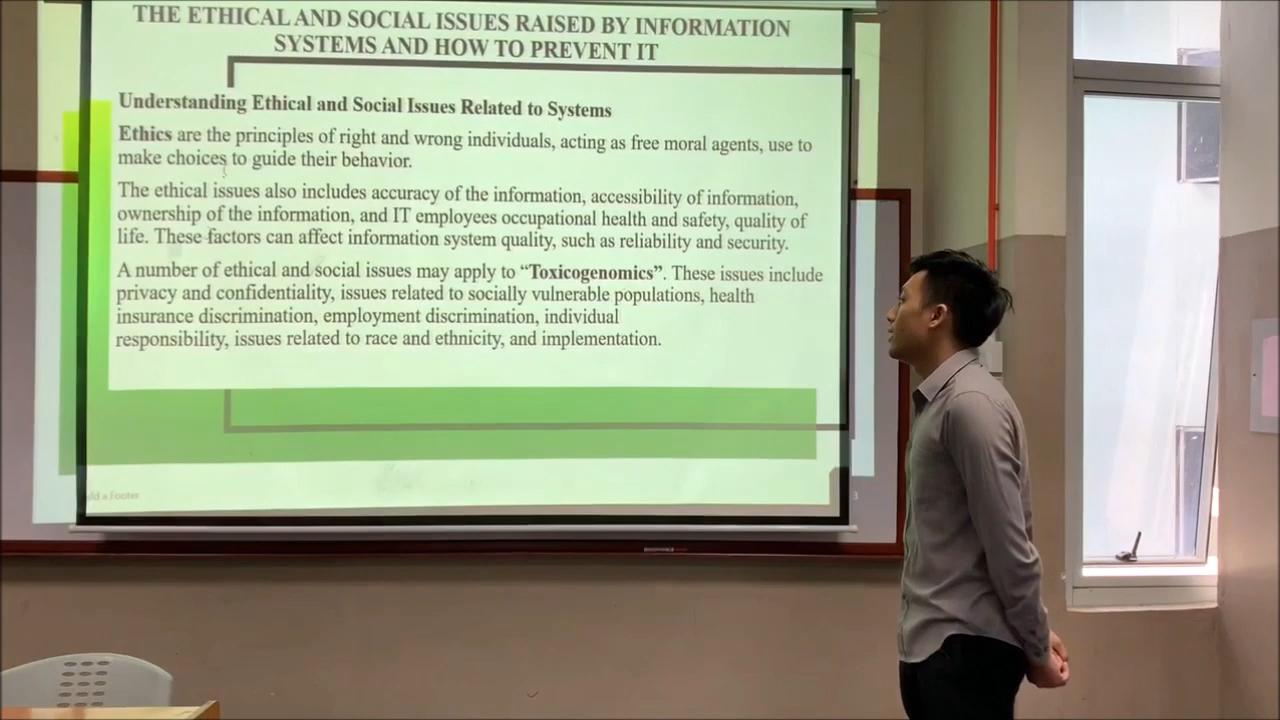 THE ETHICAL AND SOCIAL ISSUES RAISED BY INFORMATION
SYSTEMS AND HOW TO PREVENT IT
Understanding Ethical and Social Issues Related to Systems
Ethics are the principles of right and wrong individuals, acting as free moral agents, use to
make choices to guide their behavior.
The ethical issues also includes accuracy of the information, accessibility of information,
ownership of the information, and IT employees occupational health and safety, quality of
life. These factors can affect information system quality, such as reliability and security.
A number of ethical and social issues may apply to “Toxicogenomics”. These issues include
privacy and confidentiality, issues related to socially vulnerable populations, health
insurance discrimination, employment discrimination, individual
responsibility, issues related to race and ethnicity, and implementation.
a Footer
3